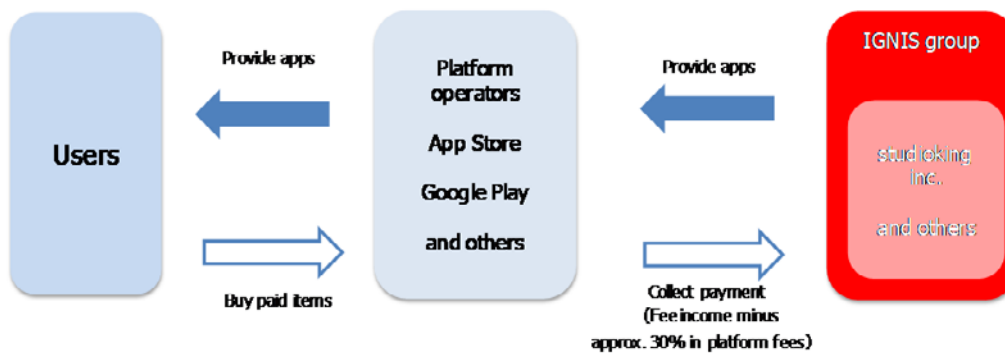 Users
Provide apps
Buy paid items
Platform
operators
App Store
Google Play
and others
Provide apps
Collect payment
(Fee income minus
approx. 30% in platform fees)
IGNIS group
studioking
inc..
and others